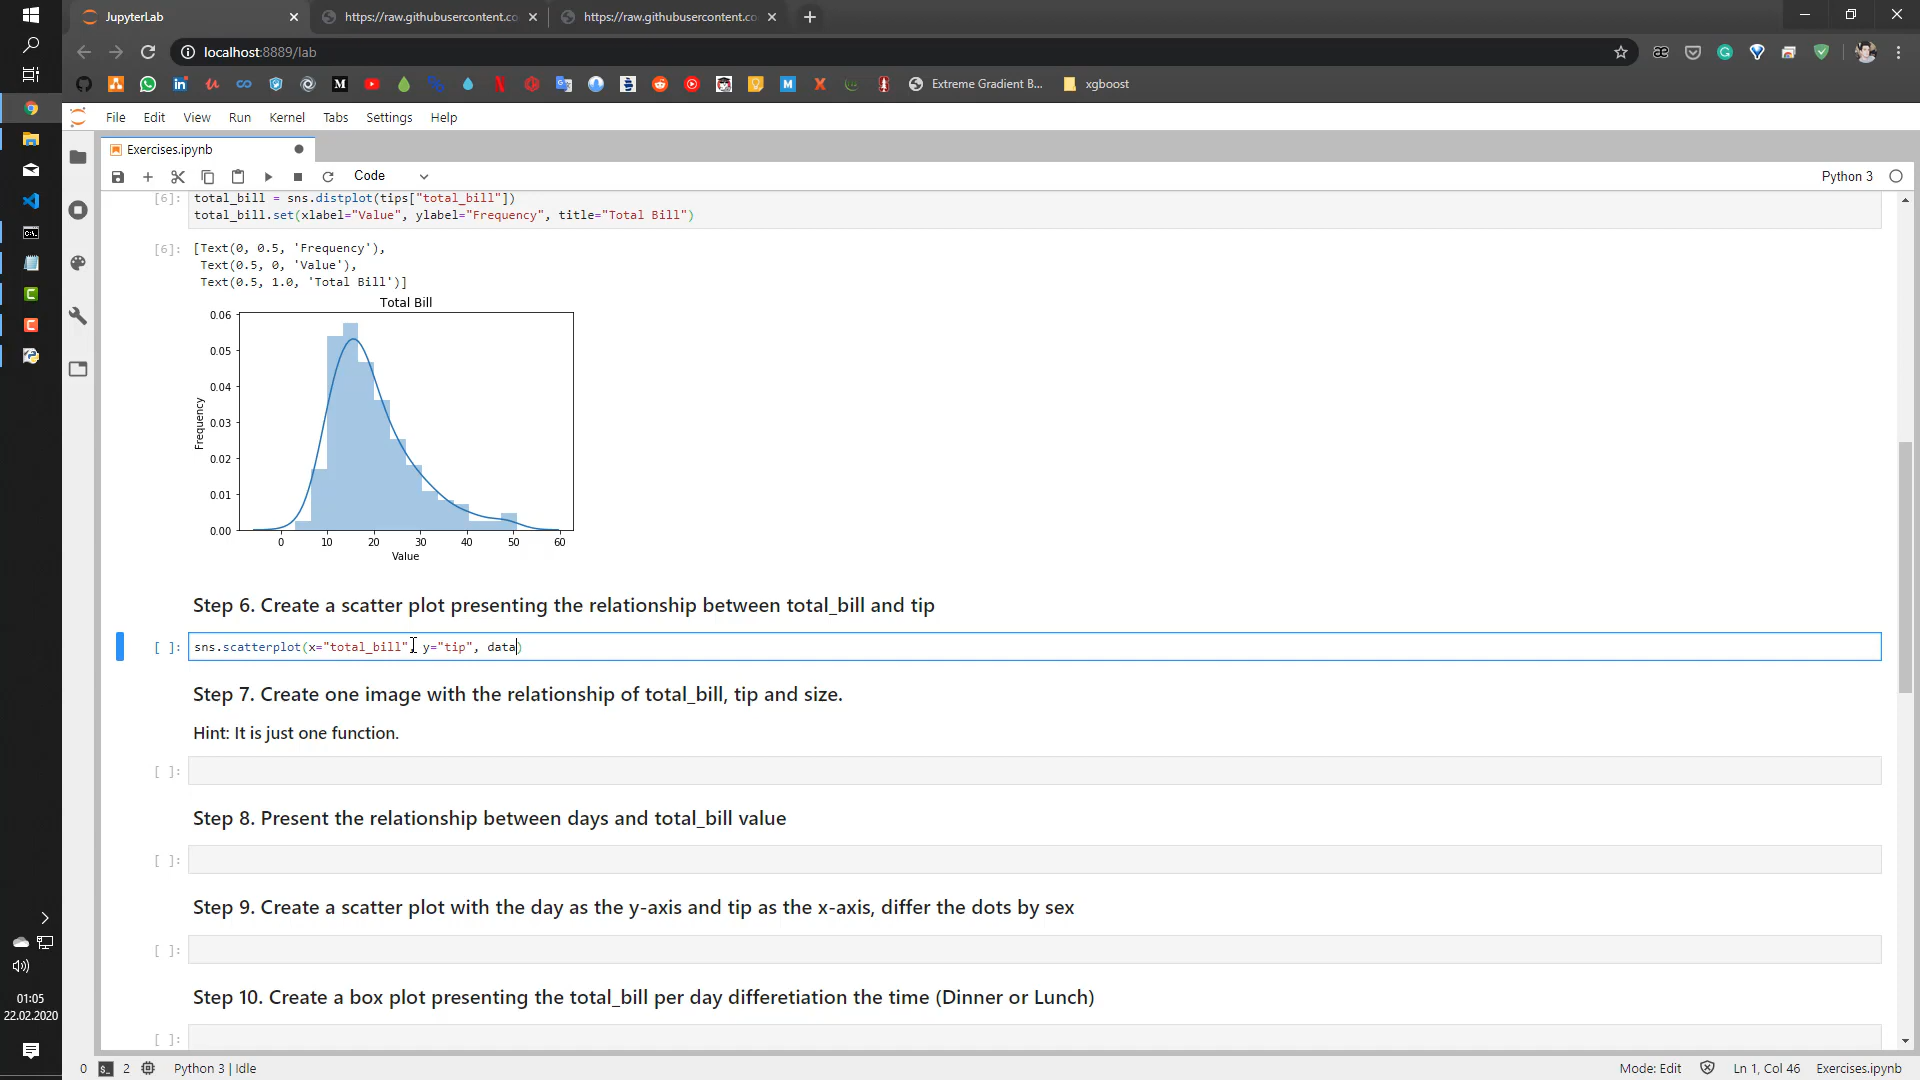 JupyterLab
https://raw.githubusercontent.co
https://raw.githubusercontent.co
localhost:8889/lab
Extreme Gradient B...
xgboost
File Edit View Run Kernel Tabs Settings Help
Exercises.ipynb
Code
Python 3
[6]: total_bill = sns.distplot(tips["total_bill"])
total_bill.set(xlabel="Value", ylabel="Frequency", title="Total Bill")
[6]: [Text(0, 0.5, 'Frequency'),
Text(0.5, 0, 'Value'),
Text(0.5, 1.0, 'Total Bill')]
Total Bill
0.06
0.05
0.04
0.03
0.02
0.01
0.00
Frequency
0 10 20 30 40 50 60
Value
Step 6. Create a scatter plot presenting the relationship between total_bill and tip
[ ]: sns.scatterplot(x="total_bill", y="tip", data)
Step 7. Create one image with the relationship of total_bill, tip and size.
Hint: It is just one function.
[ ]:
Step 8. Present the relationship between days and total_bill value
[ ]:
Step 9. Create a scatter plot with the day as the y-axis and tip as the x-axis, differ the dots by sex
[ ]:
Step 10. Create a box plot presenting the total_bill per day differetiation the time (Dinner or Lunch)
[ ]:
01:05
22.02.2020
0 2 Python 3 | Idle
Mode: Edit Ln 1, Col 46 Exercises.ipynb